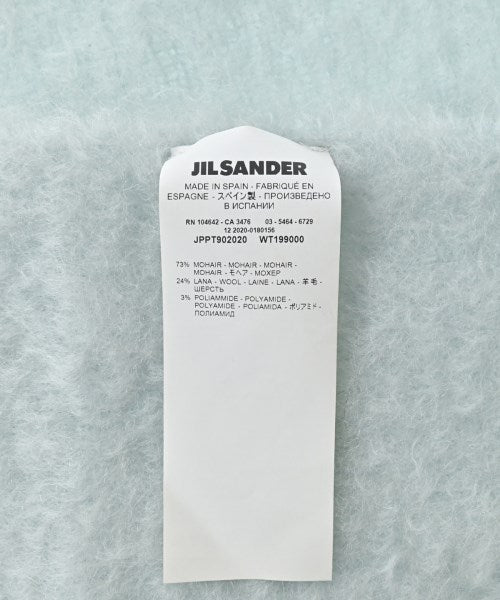 JIL SANDER
MADE IN SPAIN - FABRIQUÉ EN
ESPAGNE - スペイン製 - ПРОИЗВЕДЕНО
В ИСПАНИИ
RN 104642 - CA 3476 03 - 5464 - 6729
12 2020-0180156
JPPT902020 WT199000
73% MOHAIR - MOHAIR - MOHAIR -
MOHAIR - モヘア - МОХЕР
24% LANA - WOOL - LAINE - LANA - 羊毛 -
ШЕРСТЬ
3% POLIAMMIDE - POLYAMIDE -
POLYAMIDE - POLIAMIDA - ポリアミド -
ПОЛИАМИД